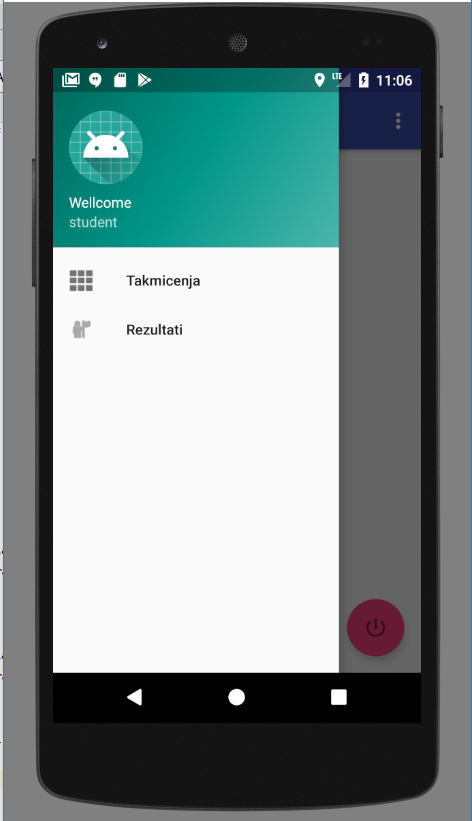 LTE 11:06
Wellcome
student
Takmicenja
Rezultati